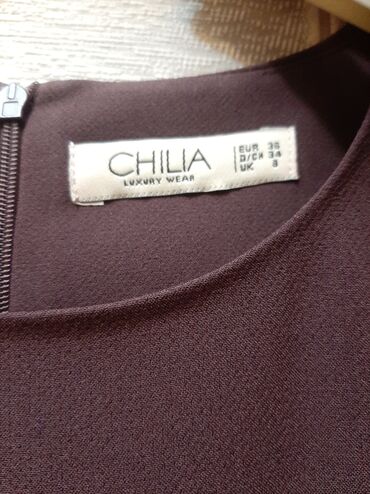 CHILIA
LUXURY WEAR
EUR 36
D/CH 34
UK 8